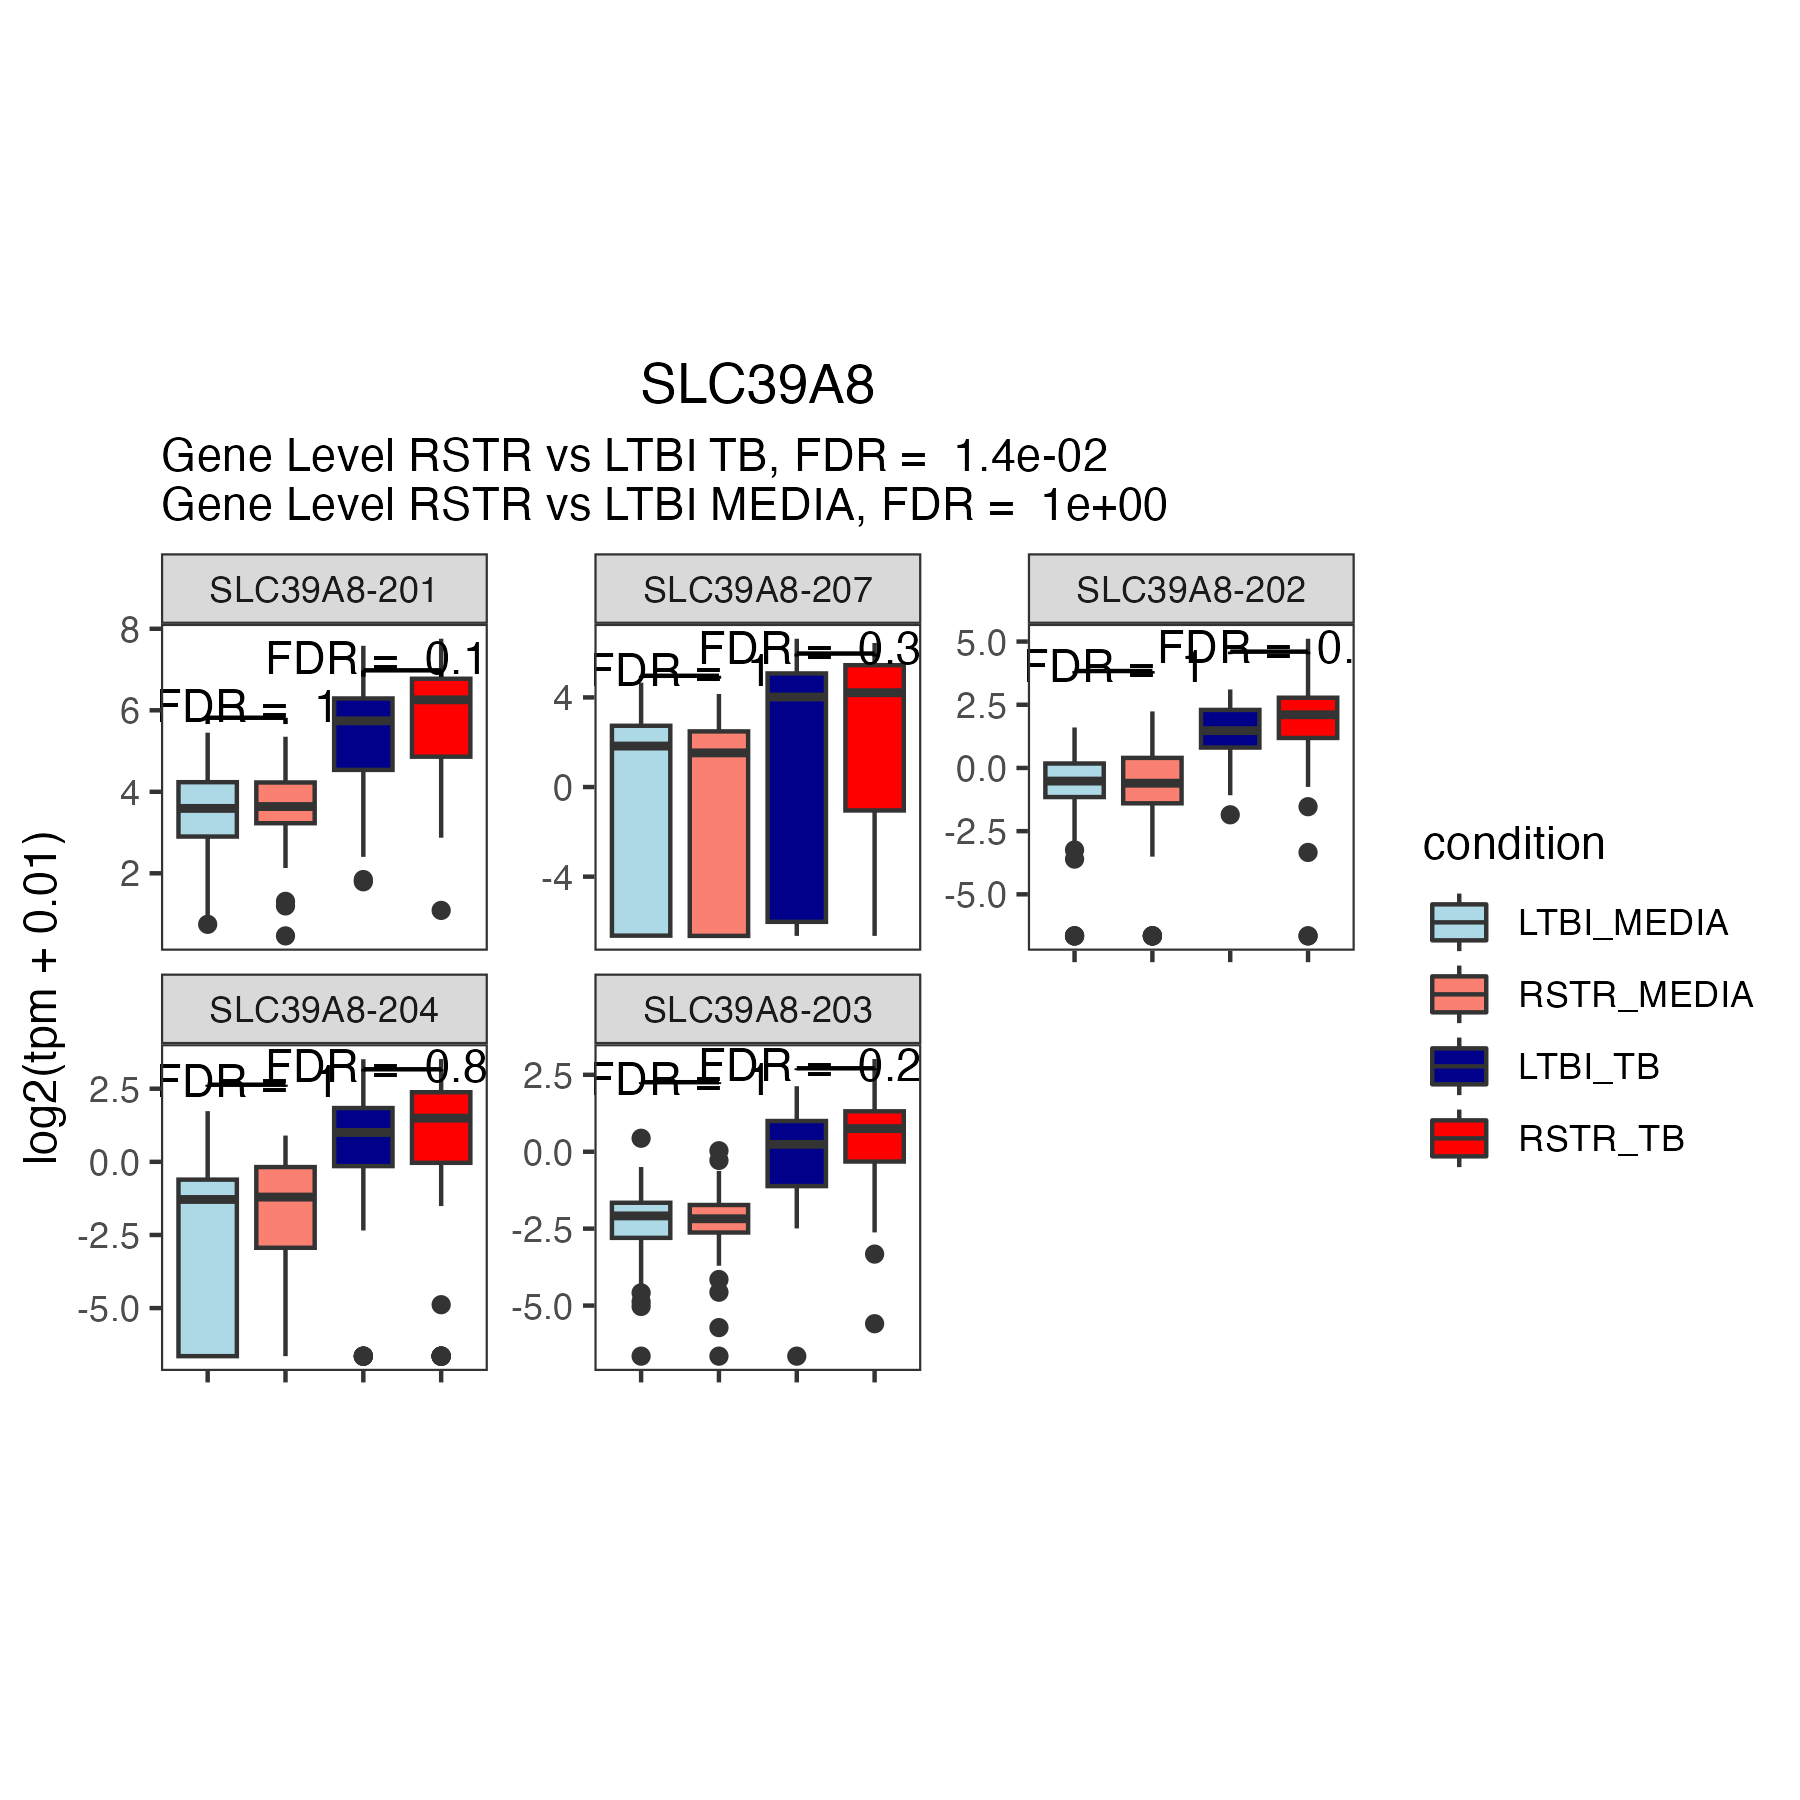 SLC39A8
Gene Level RSTR vs LTBI TB, FDR = 1.4e-02
Gene Level RSTR vs LTBI MEDIA, FDR = 1e+00
SLC39A8-201
SLC39A8-207
SLC39A8-202
8
6
4
2
FDR = 1
FDR = 0.1
4
0
-4
FDR = 1
FDR = 0.3
5.0
2.5
0.0
-2.5
-5.0
FDR = 1
FDR = 0.
SLC39A8-204
SLC39A8-203
2.5
0.0
-2.5
-5.0
FDR = 1
FDR = 0.8
2.5
0.0
-2.5
-5.0
FDR = 1
FDR = 0.2
log2(tpm + 0.01)
condition
LTBI_MEDIA
RSTR_MEDIA
LTBI_TB
RSTR_TB